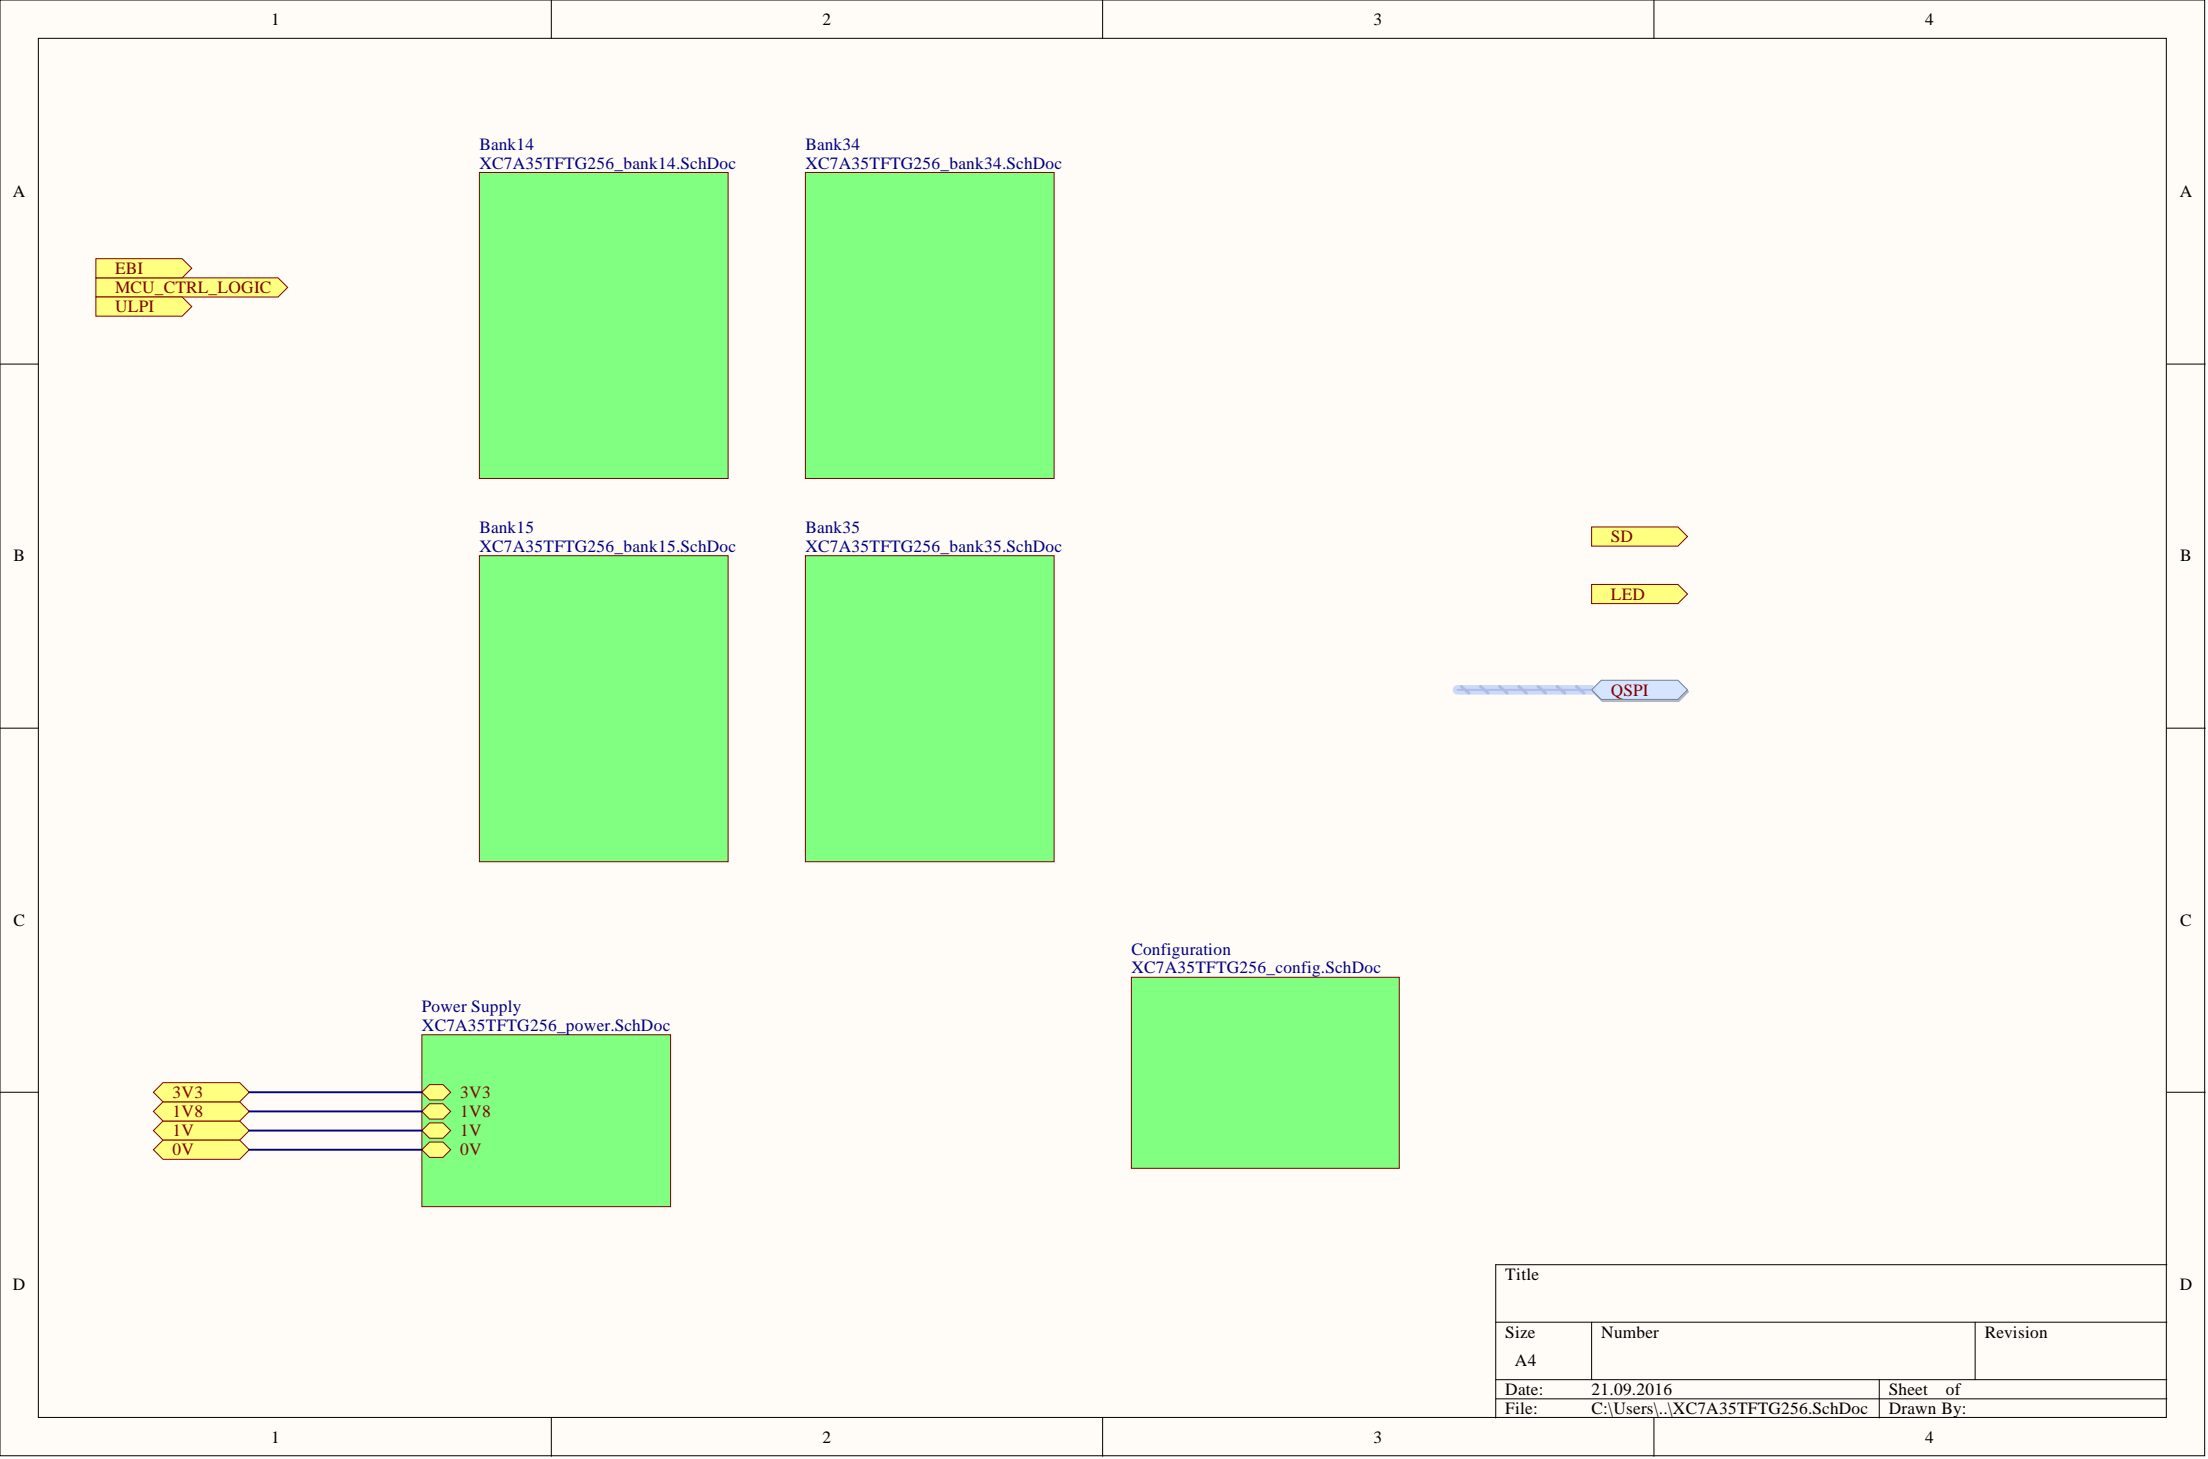 1 2 3 4
Bank14
XC7A35TFTG256_bank14.SchDoc
Bank34
XC7A35TFTG256_bank34.SchDoc
A A
EBI
MCU_CTRL_LOGIC
ULPI
Bank15
XC7A35TFTG256_bank15.SchDoc
Bank35
XC7A35TFTG256_bank35.SchDoc
SD
B B
LED
QSPI
C C
Configuration
XC7A35TFTG256_config.SchDoc
Power Supply
XC7A35TFTG256_power.SchDoc
3V3 3V3
1V8 1V8
1V 1V
0V 0V
D D
Title
Size Number Revision
A4
Date: 21.09.2016 Sheet of
File: C:\Users\..\XC7A35TFTG256.SchDoc Drawn By:
1 2 3 4